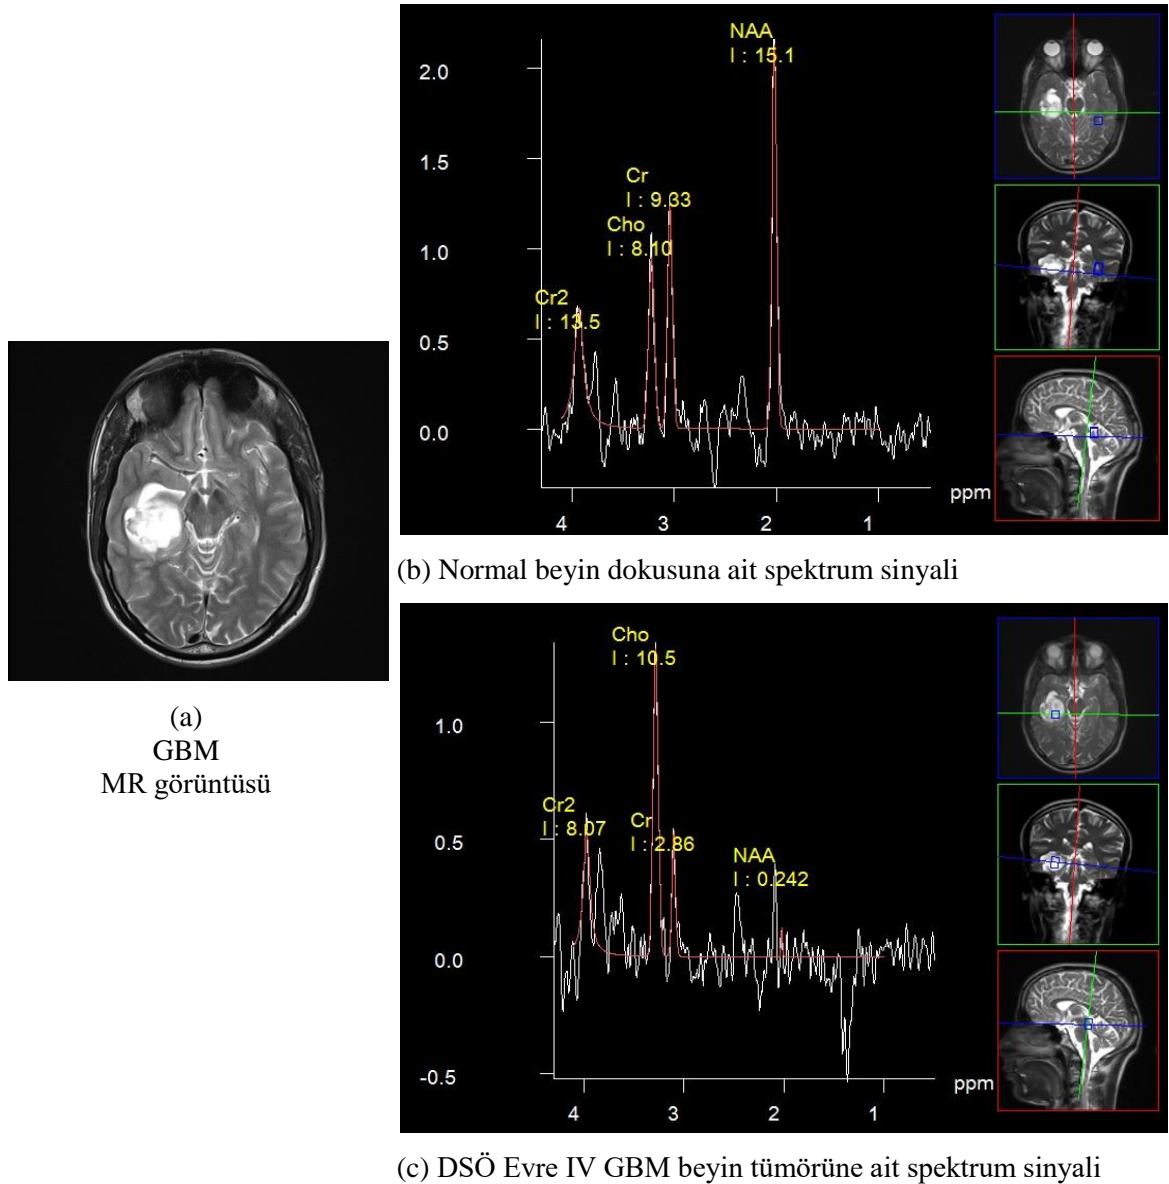 NAA
I : 15.1
2.0
1.5
Cr
I : 9.33
Cho
I : 8.10
1.0
Cr2
I : 13.5
0.5
0.0
ppm
4 3 2 1
(b) Normal beyin dokusuna ait spektrum sinyali
(a)
GBM
MR görüntüsü
Cho
I : 10.5
1.0
Cr2
I : 8.07
Cr
I : 2.86
0.5
NAA
I : 0.242
0.0
-0.5
ppm
4 3 2 1
(c) DSÖ Evre IV GBM beyin tümörüne ait spektrum sinyali